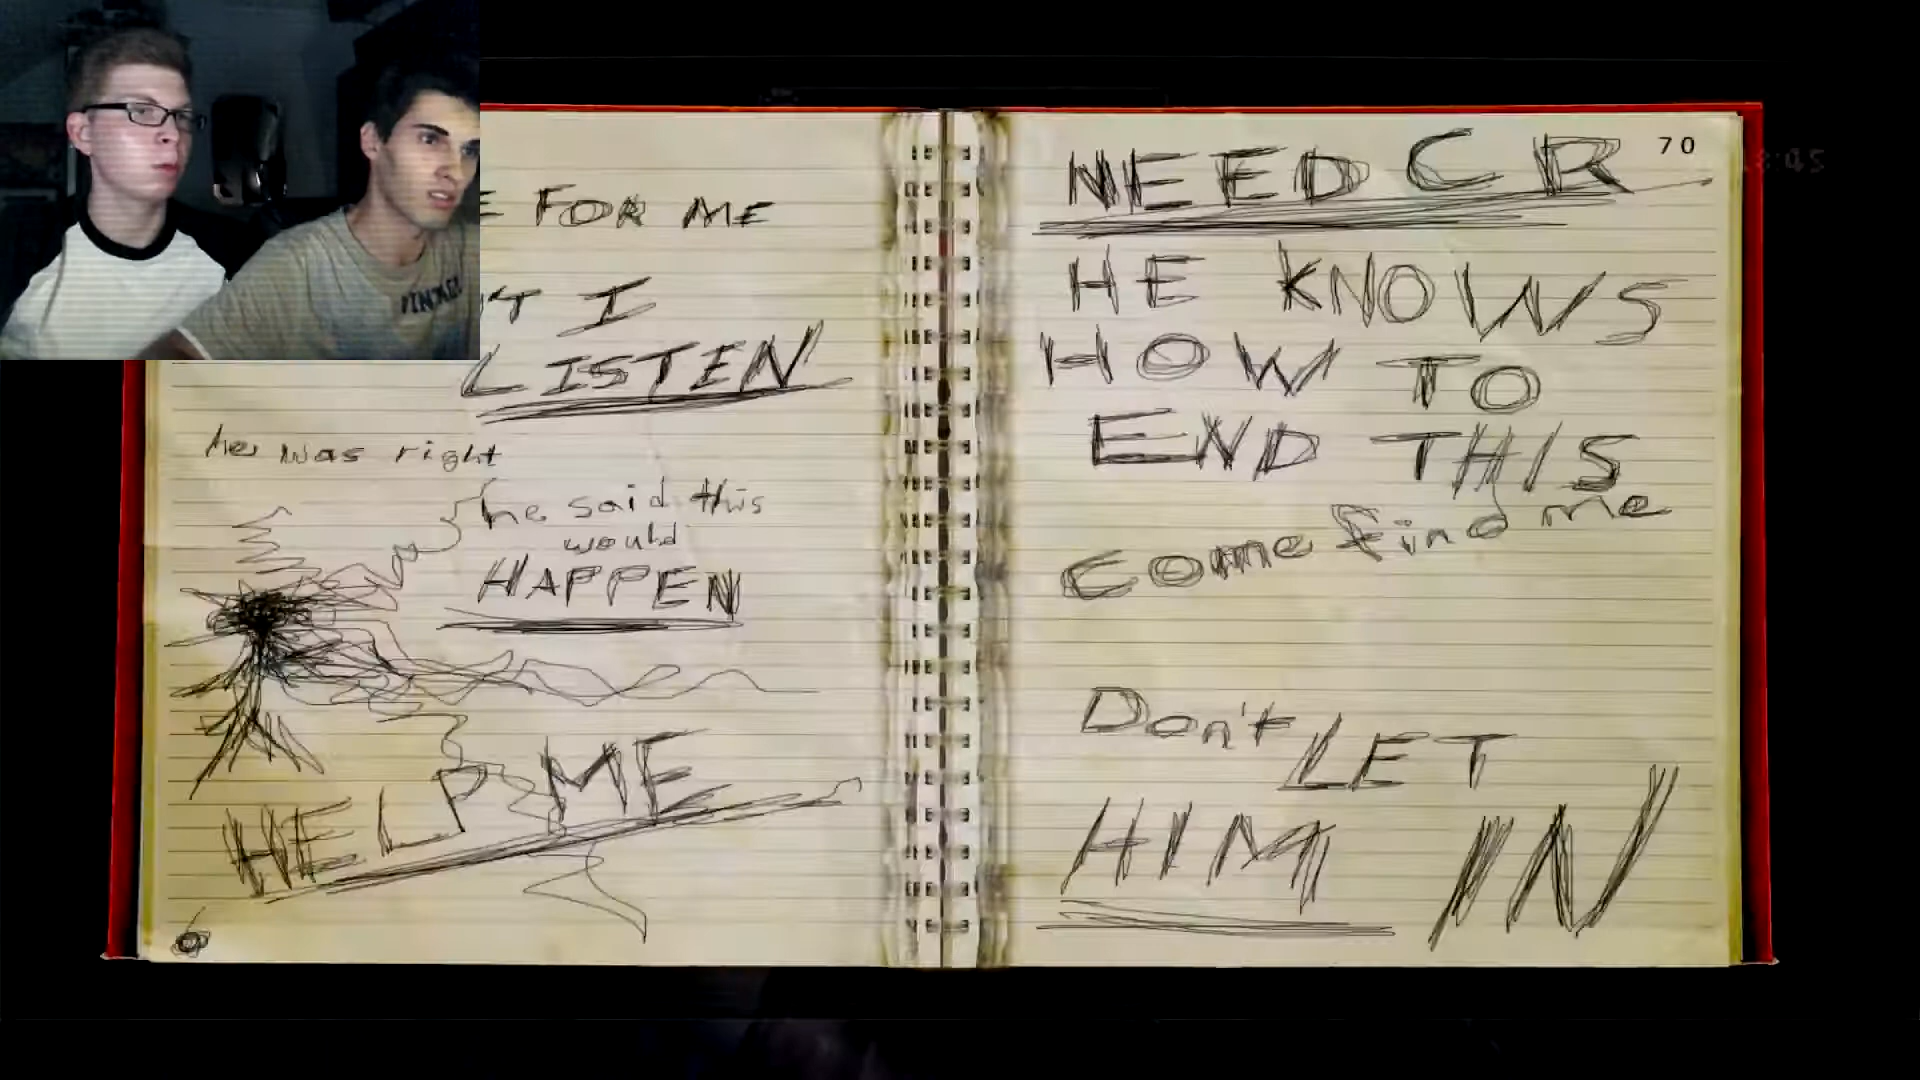 FOR ME
I
LISTEN
he was right
he said this
would
HAPPEN
HELP ME
70
NEED CR
HE KNOWS
HOW TO
END THIS
come find me
Don't LET
HIM IN